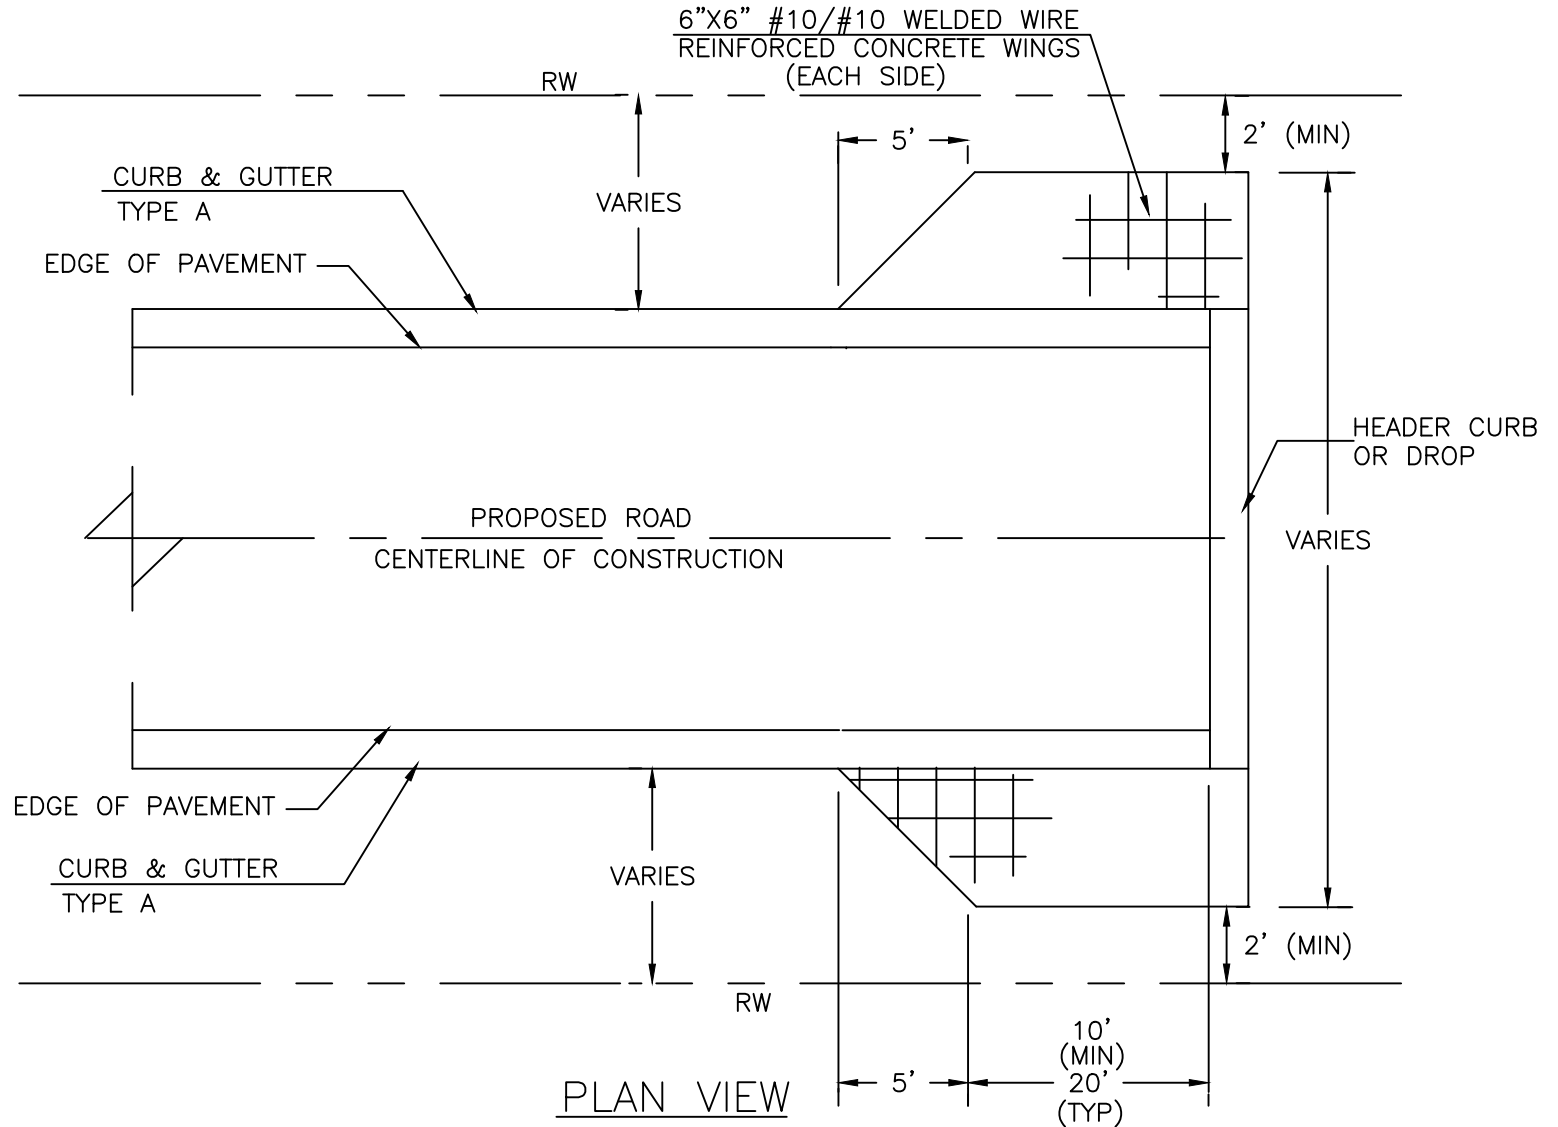 6”X6” #10/#10 WELDED WIRE
REINFORCED CONCRETE WINGS
(EACH SIDE)
RW
5’
2’ (MIN)
CURB & GUTTER
TYPE A
VARIES
EDGE OF PAVEMENT
HEADER CURB
OR DROP
PROPOSED ROAD
CENTERLINE OF CONSTRUCTION
VARIES
EDGE OF PAVEMENT
CURB & GUTTER
TYPE A
VARIES
2’ (MIN)
RW
10’
(MIN)
5’
20’
(TYP)
PLAN VIEW